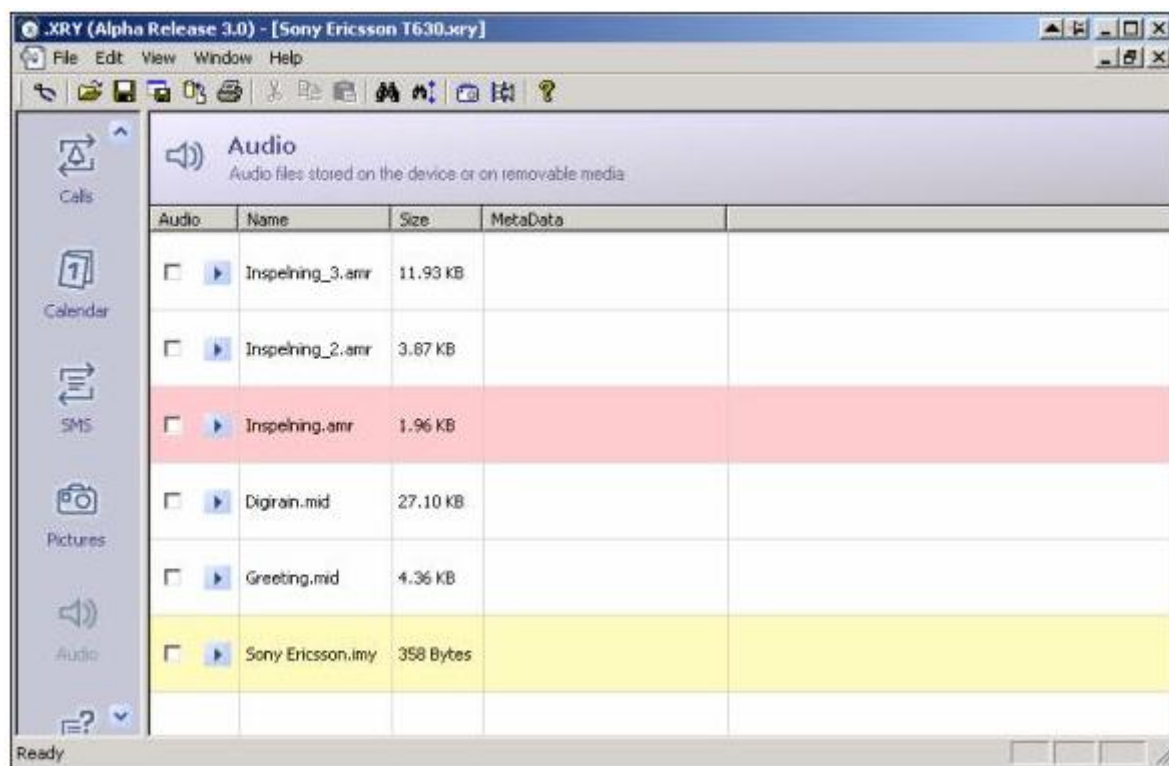 .XRY (Alpha Release 3.0) - [Sony Ericsson T630.xry]
File Edit View Window Help
Calls
Calendar
SMS
Pictures
Audio
Audio
Audio files stored on the device or on removable media
Audio Name Size MetaData
Inspelning_3.amr 11.93 KB
Inspelning_2.amr 3.87 KB
Inspelning.amr 1.96 KB
Digirain.mid 27.10 KB
Greeting.mid 4.36 KB
Sony Ericsson.imy 358 Bytes
Ready